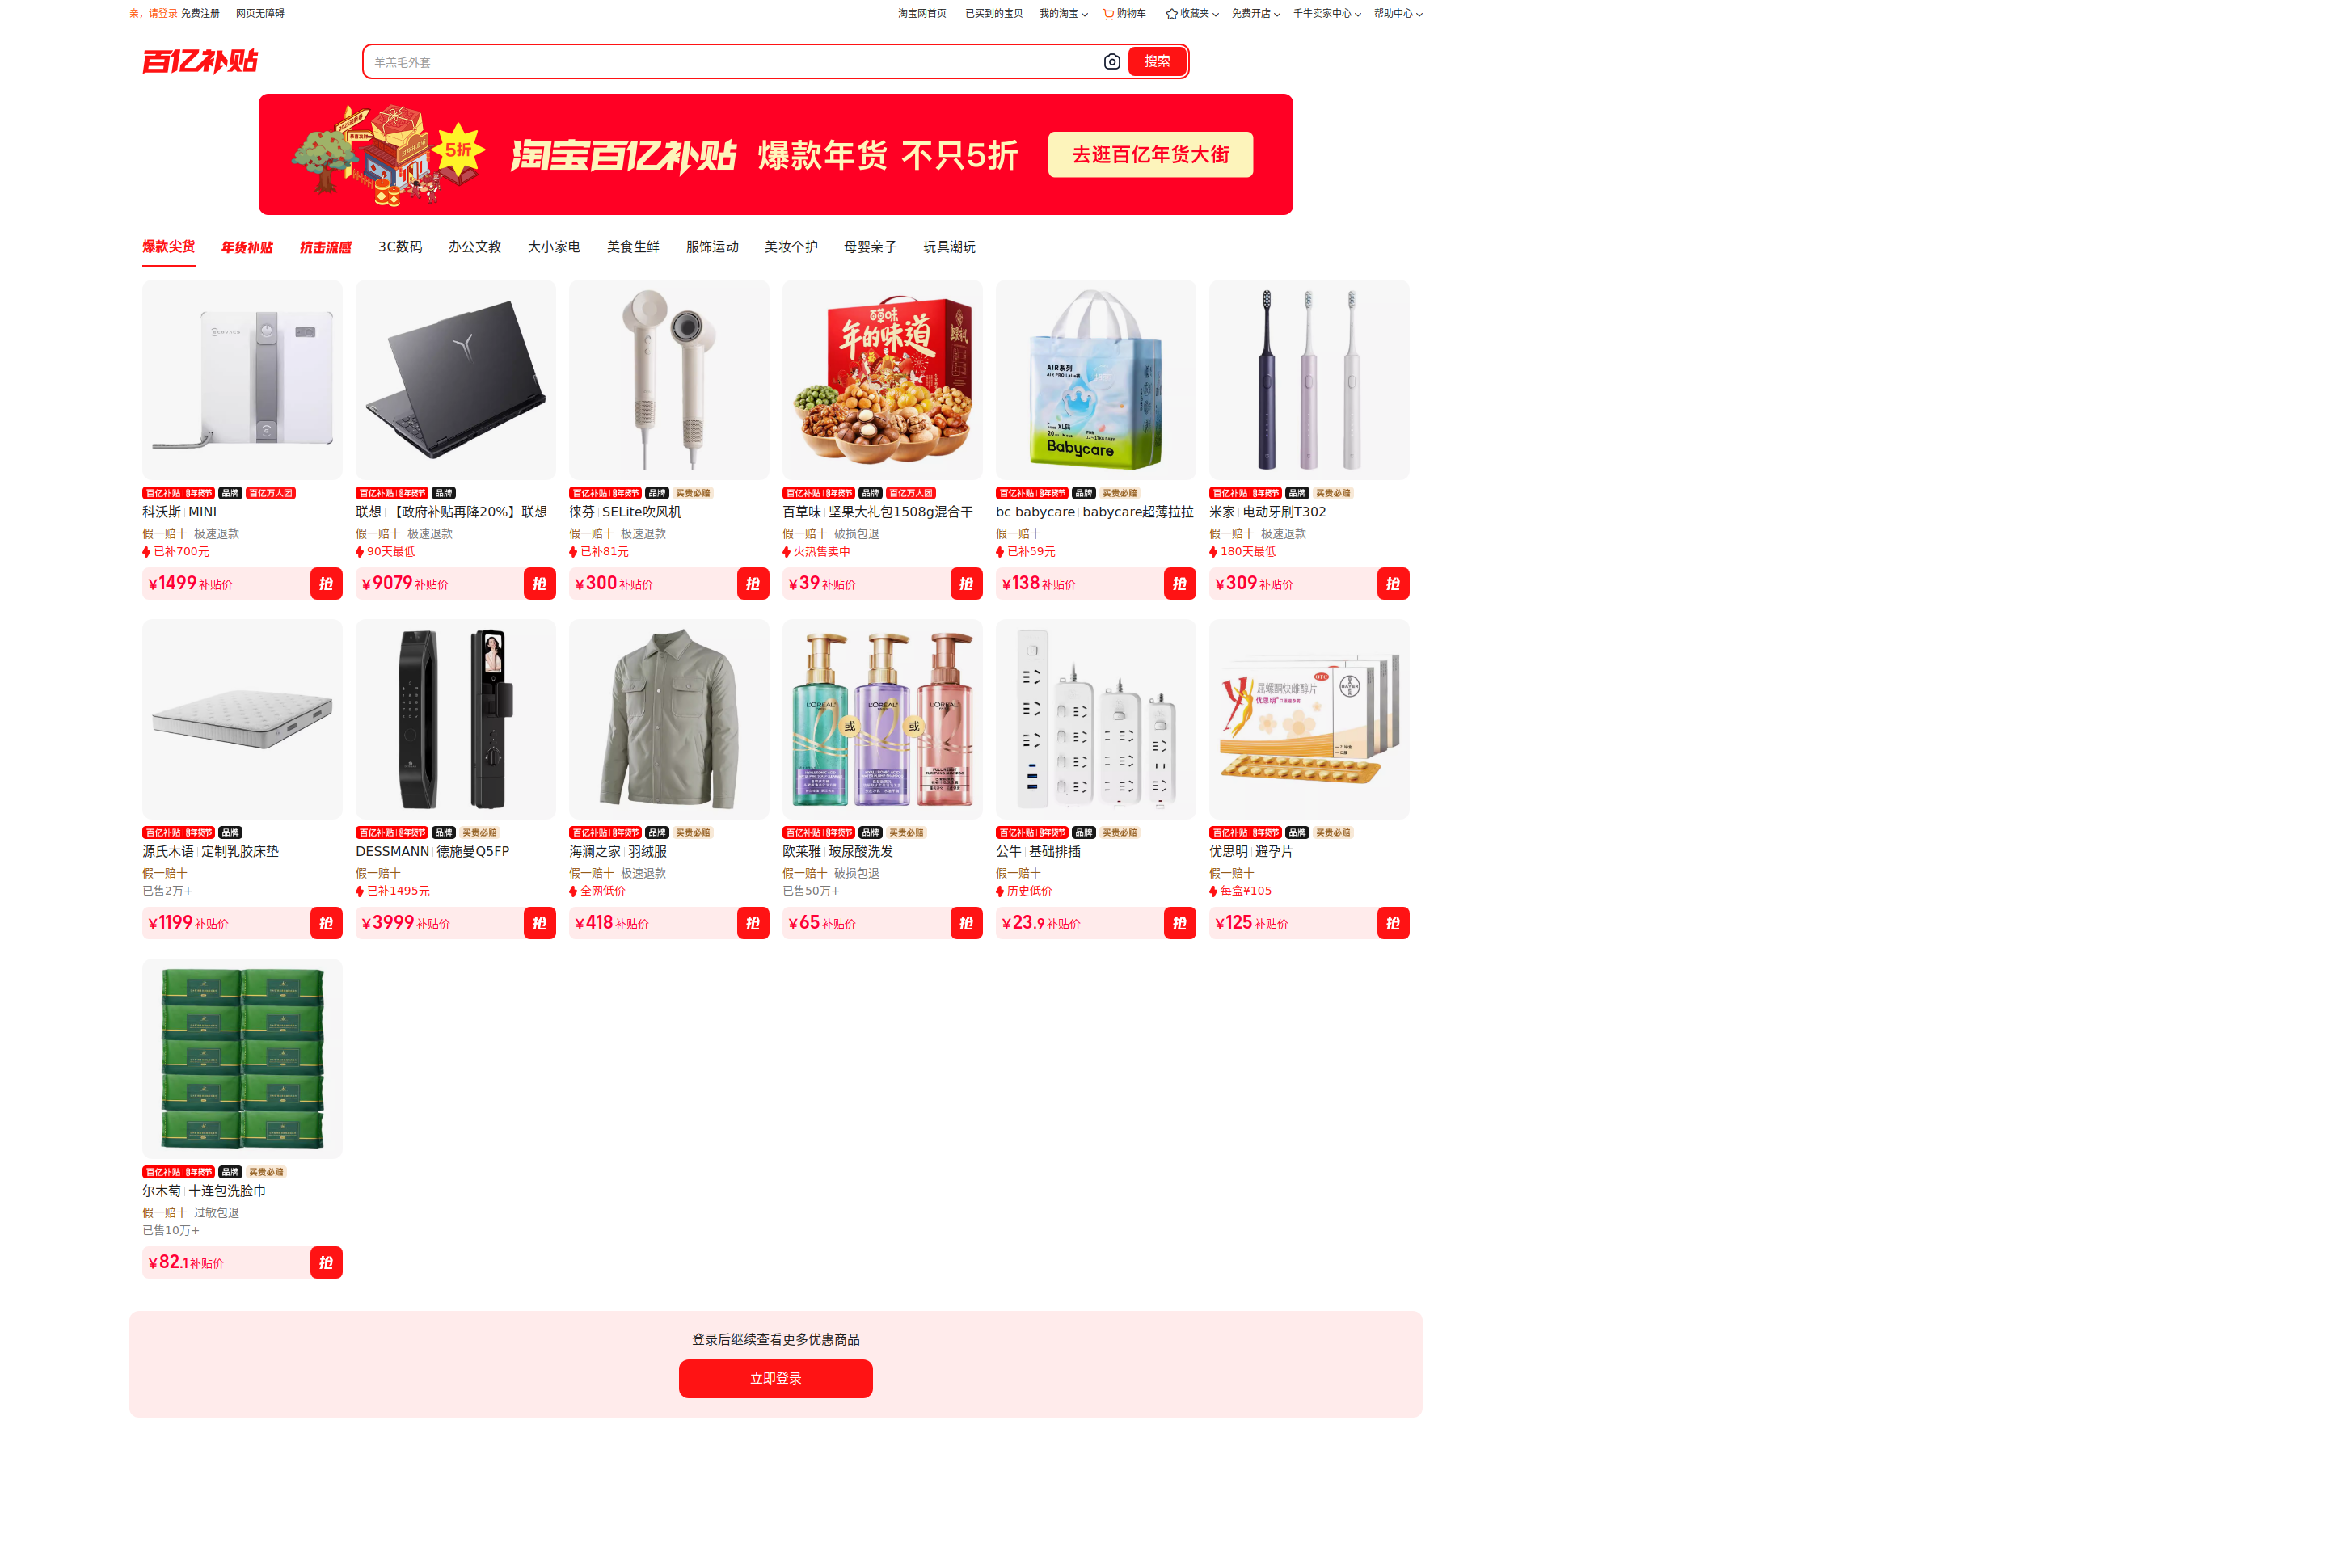 亲，请登录 免费注册 网页无障碍 淘宝网首页 已买到的宝贝 我的淘宝 购物车 收藏夹 免费开店 千牛卖家中心 帮助中心
百亿补贴 羊羔毛外套 搜索
5折 淘宝百亿补贴 爆款年货 不只5折 去逛百亿年货大街
爆款尖货 年货补贴 抗击流感 3C数码 办公文教 大小家电 美食生鲜 服饰运动 美妆个护 母婴亲子 玩具潮玩
百草味
年的味道
AIR系列
XL码
Babycare
百亿补贴 年货节 品牌 百亿万人团
科沃斯 MINI
假一赔十 极速退款
已补700元
¥1499 补贴价 抢
百亿补贴 年货节 品牌
联想 【政府补贴再降20%】联想
假一赔十 极速退款
90天最低
¥9079 补贴价 抢
百亿补贴 年货节 品牌 买贵必赔
徕芬 SELite吹风机
假一赔十 极速退款
已补81元
¥300 补贴价 抢
百亿补贴 年货节 品牌 百亿万人团
百草味 坚果大礼包1508g混合干
假一赔十 破损包退
火热售卖中
¥39 补贴价 抢
百亿补贴 年货节 品牌 买贵必赔
bc babycare babycare超薄拉拉
假一赔十
已补59元
¥138 补贴价 抢
百亿补贴 年货节 品牌 买贵必赔
米家 电动牙刷T302
假一赔十 极速退款
180天最低
¥309 补贴价 抢
L'ORÉAL 或 L'ORÉAL 或 L'ORÉAL
OTC
屈螺酮炔雌醇片
优思明
百亿补贴 年货节 品牌
源氏木语 定制乳胶床垫
假一赔十
已售2万+
¥1199 补贴价 抢
百亿补贴 年货节 品牌 买贵必赔
DESSMANN 德施曼Q5FP
假一赔十
已补1495元
¥3999 补贴价 抢
百亿补贴 年货节 品牌 买贵必赔
海澜之家 羽绒服
假一赔十 极速退款
全网低价
¥418 补贴价 抢
百亿补贴 年货节 品牌 买贵必赔
欧莱雅 玻尿酸洗发
假一赔十 破损包退
已售50万+
¥65 补贴价 抢
百亿补贴 年货节 品牌 买贵必赔
公牛 基础排插
假一赔十
历史低价
¥23.9 补贴价 抢
百亿补贴 年货节 品牌 买贵必赔
优思明 避孕片
假一赔十
每盒¥105
¥125 补贴价 抢
百亿补贴 年货节 品牌 买贵必赔
尔木萄 十连包洗脸巾
假一赔十 过敏包退
已售10万+
¥82.1 补贴价 抢
登录后继续查看更多优惠商品
立即登录